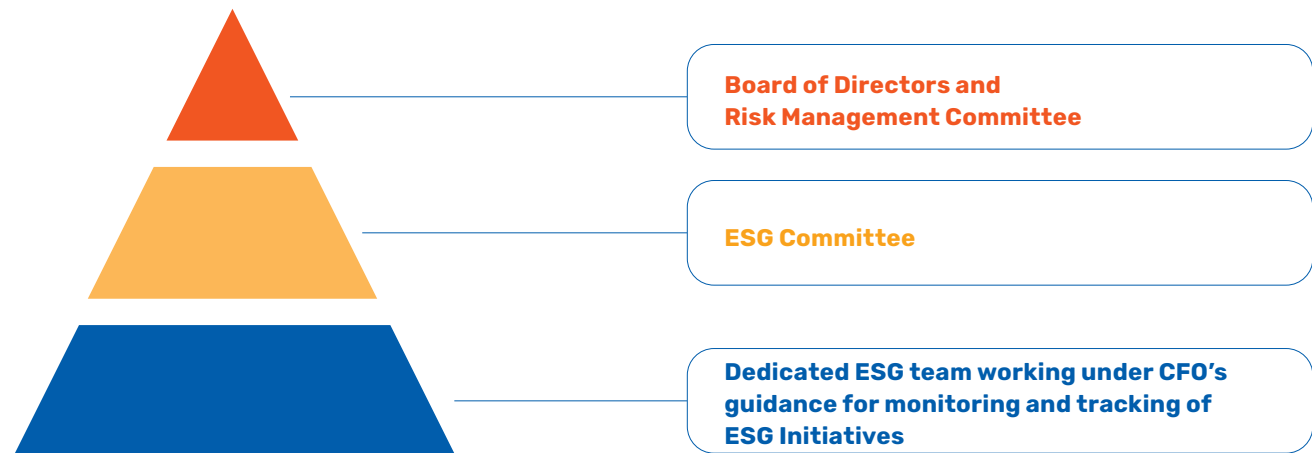 Board of Directors and
Risk Management Committee
ESG Committee
Dedicated ESG team working under CFO’s
guidance for monitoring and tracking of
ESG Initiatives